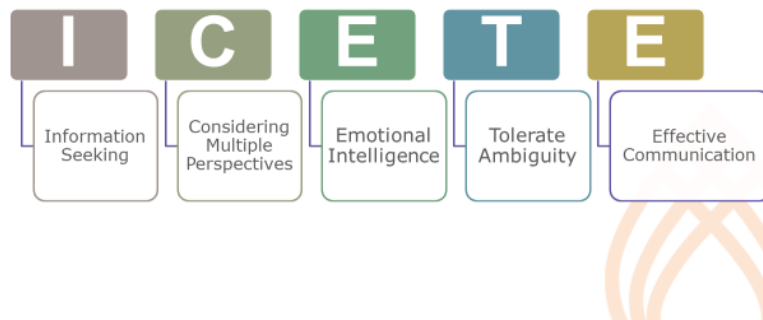 I C E T E
Information
Seeking
Considering
Multiple
Perspectives
Emotional
Intelligence
Tolerate
Ambiguity
Effective
Communication